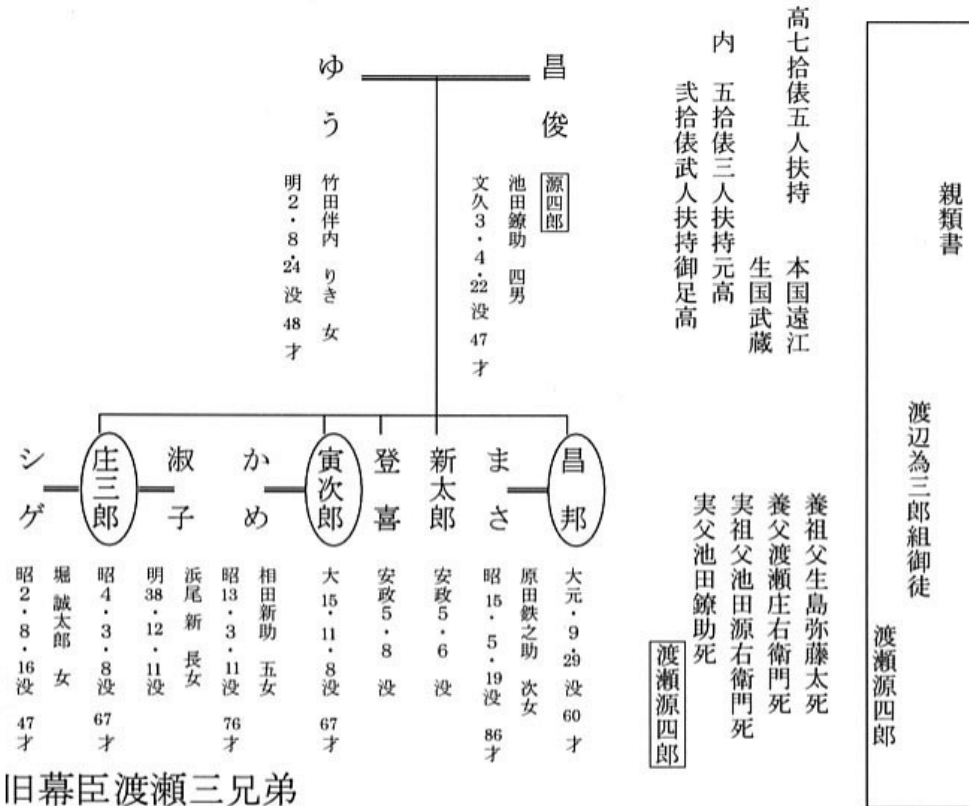 親類書
渡辺為三郎組御徒
渡瀬源四郎
高七拾俵五人扶持 本国遠江
生国武蔵
内 五拾俵三人扶持元高
弐拾俵武人扶持御足高
養祖父生島弥藤太死
養父渡瀬庄右衛門死
実祖父池田源右衛門死
実父池田鐐助死
渡瀬源四郎
昌俊
源四郎
池田鐐助 四男
文久3・4・22没 47才
ゆう
竹田伴内 りき 女
明2・8・24没 48才
昌邦
大元・9・29没 60才
まさ
原田鉄之助 次女
昭15・5・19没 86才
新太郎
安政5・6 没
登喜
安政5・8 没
寅次郎
大15・11・8没 67才
かめ
相田新助 五女
昭13・3・11没 76才
淑子
浜尾 新 長女
明38・12・11没
庄三郎
昭4・3・8没 67才
シゲ
堀 誠太郎 女
昭2・8・16没 47才
旧幕臣渡瀬三兄弟